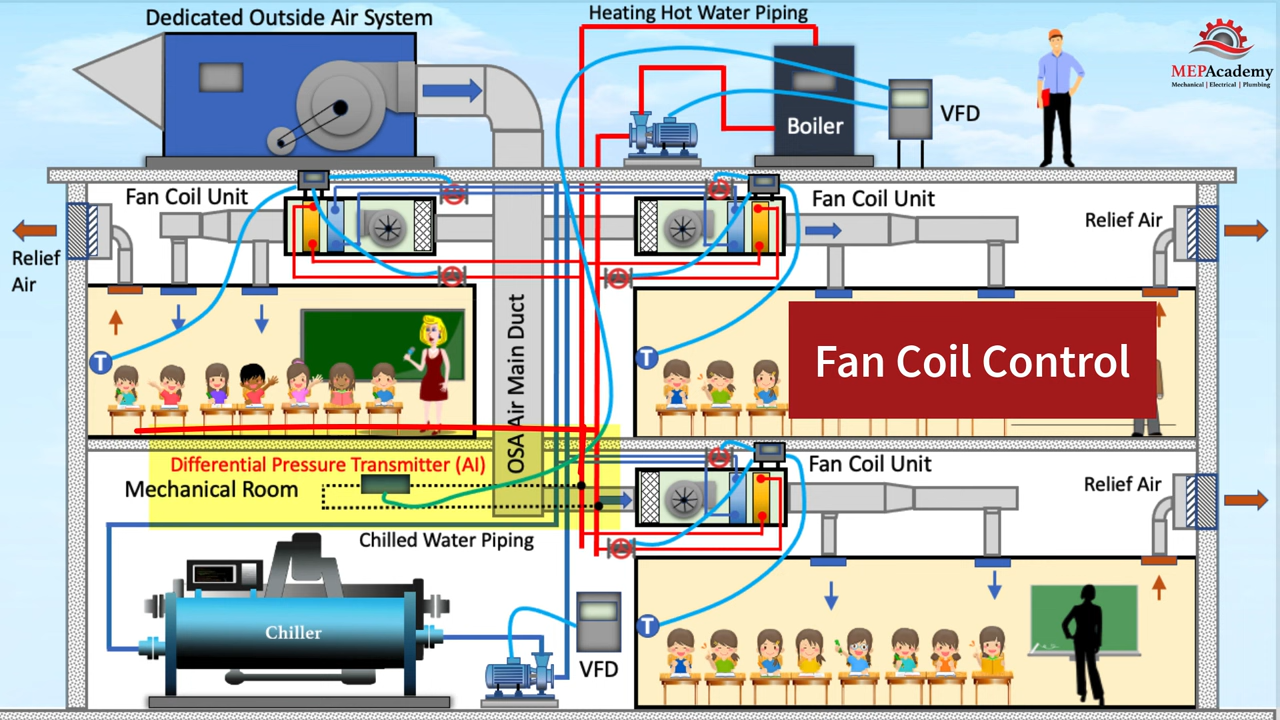 Dedicated Outside Air System
Heating Hot Water Piping
MEPAcademy
Mechanical | Electrical | Plumbing
VFD
Boiler
Fan Coil Unit
Fan Coil Unit
Relief Air
Relief
Air
T
T
OSA Air Main Duct
Fan Coil Control
Differential Pressure Transmitter (AI)
Mechanical Room
Fan Coil Unit
Relief Air
Chilled Water Piping
Chiller
VFD
T